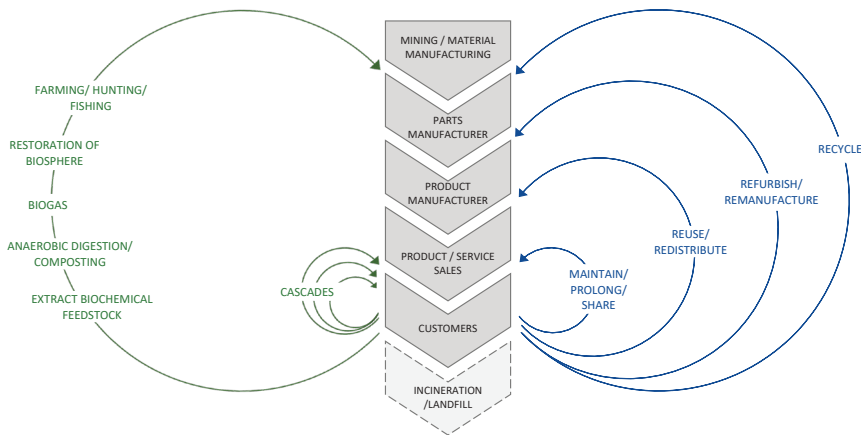 MINING / MATERIAL
MANUFACTURING
PARTS
MANUFACTURER
PRODUCT
MANUFACTURER
PRODUCT / SERVICE
SALES
CUSTOMERS
INCINERATION
/LANDFILL
FARMING/ HUNTING/
FISHING
RESTORATION OF
BIOSPHERE
BIOGAS
ANAEROBIC DIGESTION/
COMPOSTING
EXTRACT BIOCHEMICAL
FEEDSTOCK
CASCADES
MAINTAIN/
PROLONG/
SHARE
REUSE/
REDISTRIBUTE
REFURBISH/
REMANUFACTURE
RECYCLE